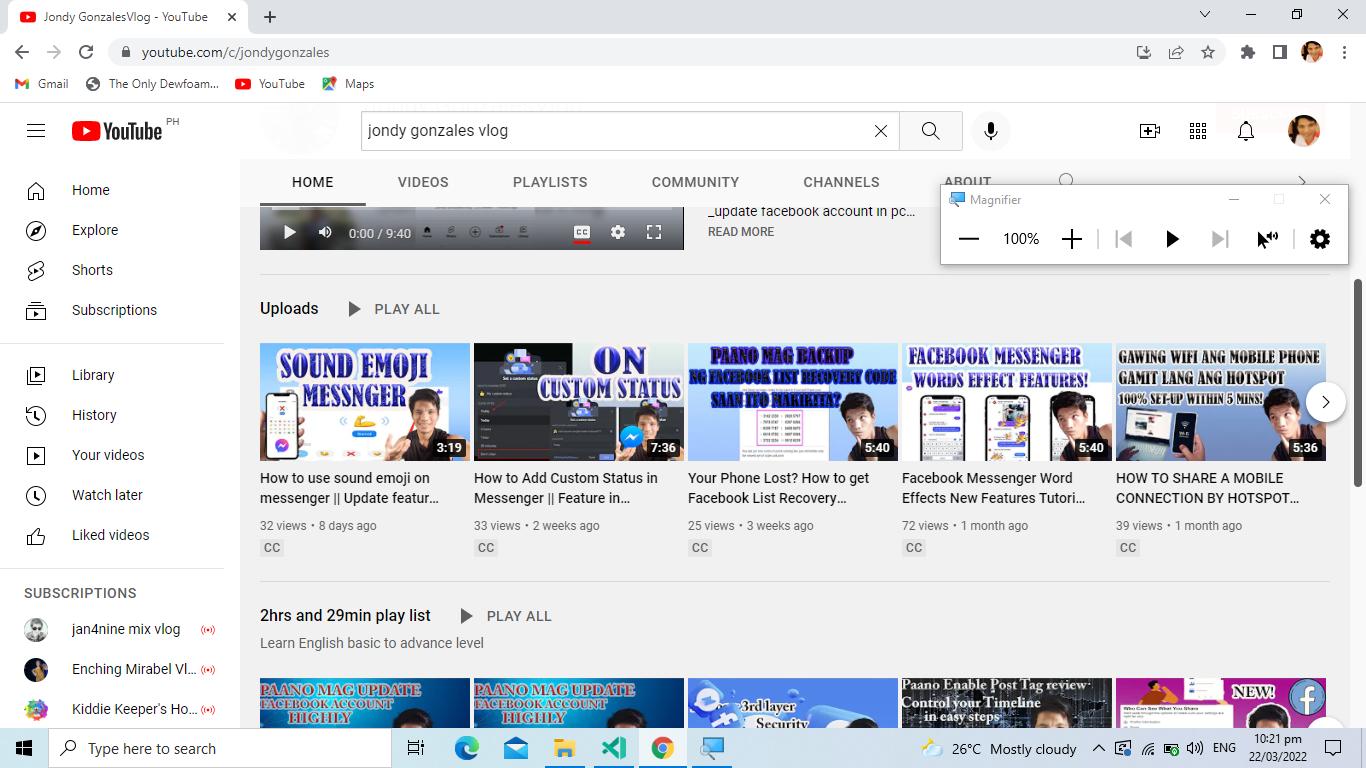 Jondy GonzalesVlog - YouTube
youtube.com/c/jondygonzales
Gmail
The Only Dewfoam...
YouTube
Maps
YouTube PH
jondy gonzales vlog
Home
Explore
Shorts
Subscriptions
Library
History
Your videos
Watch later
Liked videos
SUBSCRIPTIONS
jan4nine mix vlog
Enching Mirabel Vl...
Kiddie Keeper's Ho...
HOME
VIDEOS
PLAYLISTS
COMMUNITY
CHANNELS
ABOUT
Magnifier
100%
0:00 / 9:40
CC
_update facebook account in pc...
READ MORE
Uploads
PLAY ALL
SOUND EMOJI
MESSNGER
3:19
How to use sound emoji on
messenger || Update featur...
32 views • 8 days ago
CC
ON
CUSTOM STATUS
Set a custom status
7:36
How to Add Custom Status in
Messenger || Feature in...
33 views • 2 weeks ago
CC
PAANO MAG BACKUP
NG FACEBOOK LIST RECOVERY CODE
SAAN ITO MAKIKITA?
5:40
Your Phone Lost? How to get
Facebook List Recovery...
25 views • 3 weeks ago
CC
FACEBOOK MESSENGER
WORDS EFFECT FEATURES!
5:40
Facebook Messenger Word
Effects New Features Tutori...
72 views • 1 month ago
CC
GAWING WIFI ANG MOBILE PHONE
GAMIT LANG ANG HOTSPOT
100% SET-UP WITHIN 5 MINS!
5:36
HOW TO SHARE A MOBILE
CONNECTION BY HOTSPOT...
39 views • 1 month ago
CC
2hrs and 29min play list
PLAY ALL
Learn English basic to advance level
PAANO MAG UPDATE
FACEBOOK ACCOUNT
HIGHLY
PAANO MAG UPDATE
FACEBOOK ACCOUNT
HIGHLY
3rd layer
Security
Paano Enable Post Tag review
Control your Timeline
in easy steps
NEW!
Type here to search
26°C Mostly cloudy
ENG
10:21 pm
22/03/2022